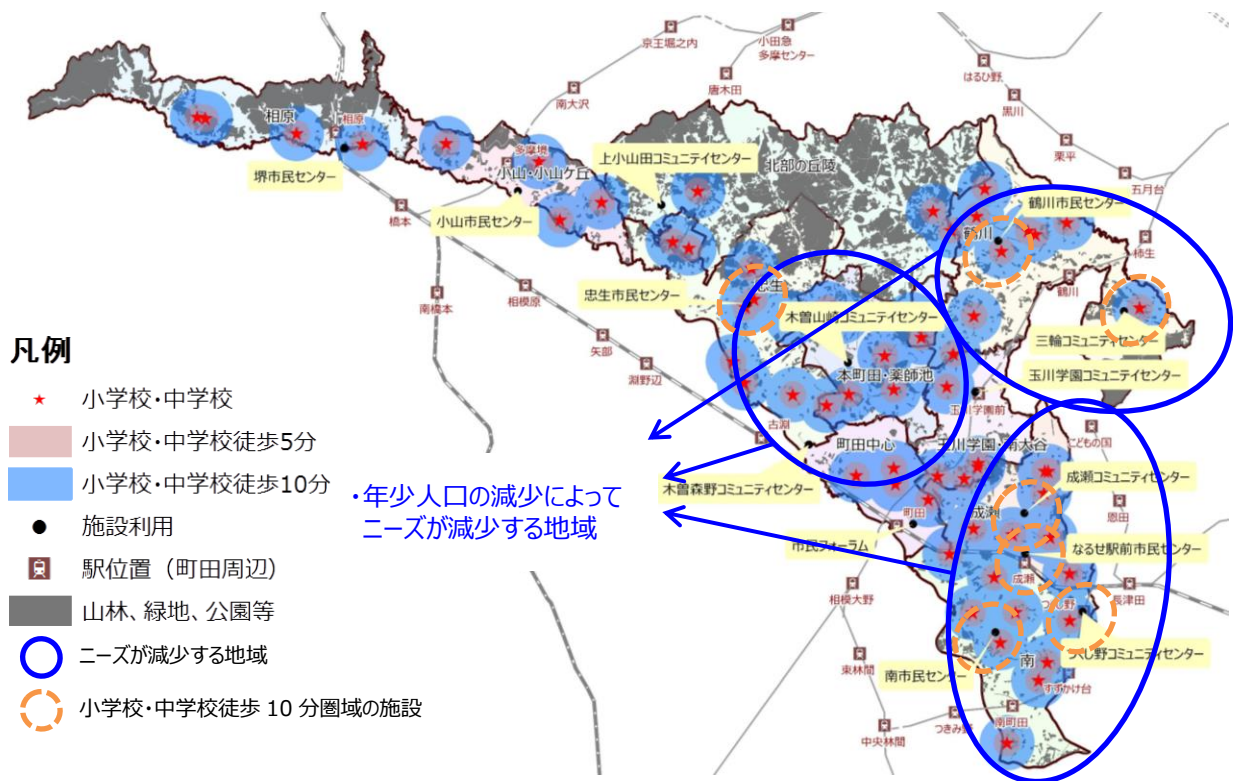 京王堀之内
小田急
多摩センター
はるひ野
唐木田
南大沢
黒川
栗平
五月台
相原
相原
多摩境
上小山田コミュニティセンター
北部の丘陵
堺市民センター
小山・小山ケ丘
鶴川市民センター
橋本
小山市民センター
鶴川
柿生
鶴川
南橋本
相模原
忠生市民センター
忠生
木曽山崎コミュニティセンター
三輪コミュニティセンター
矢部
玉川学園コミュニティセンター
淵野辺
本町田・薬師池
玉川学園前
古淵
町田中心
玉川学園・南大谷
こどもの国
成瀬コミュニティセンター
木曽森野コミュニティセンター
町田
成瀬
恩田
市民フォーラム
なるせ駅前市民センター
成瀬
相模大野
つくし野
長津田
東林間
南市民センター
南
つくし野コミュニティセンター
すずかけ台
南町田
中央林間
つきみ野
凡例
小学校・中学校
小学校・中学校徒歩5分
小学校・中学校徒歩10分
施設利用
駅位置（町田周辺）
山林、緑地、公園等
ニーズが減少する地域
小学校・中学校徒歩 10 分圏域の施設
・年少人口の減少によって
ニーズが減少する地域